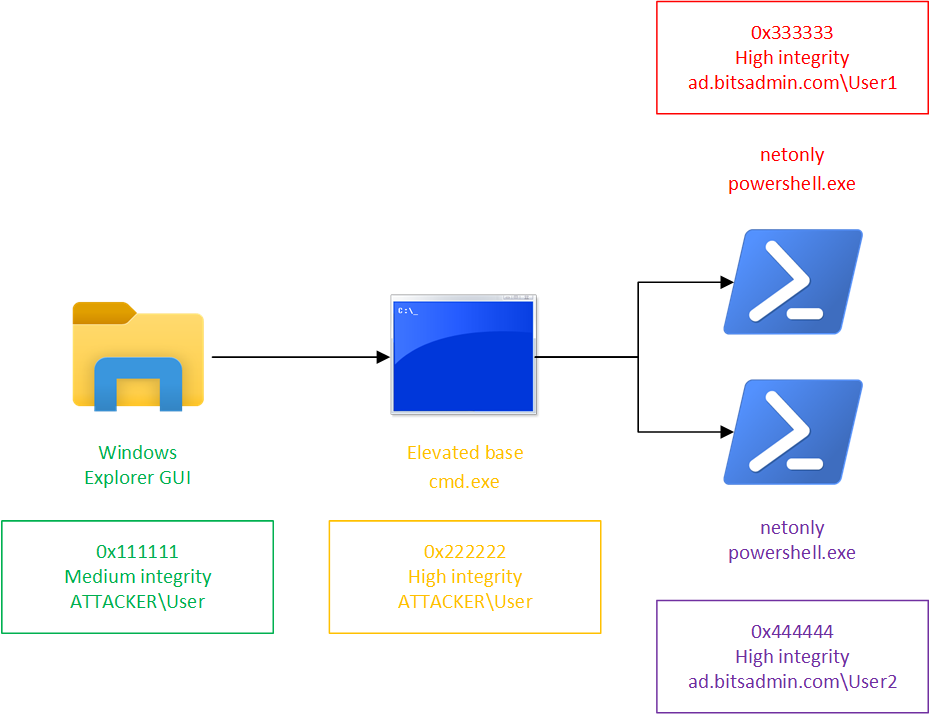 0x333333
High integrity
ad.bitsadmin.com\User1
netonly
powershell.exe
C:\_
Windows
Explorer GUI
Elevated base
cmd.exe
0x111111
Medium integrity
ATTACKER\User
0x222222
High integrity
ATTACKER\User
netonly
powershell.exe
0x444444
High integrity
ad.bitsadmin.com\User2